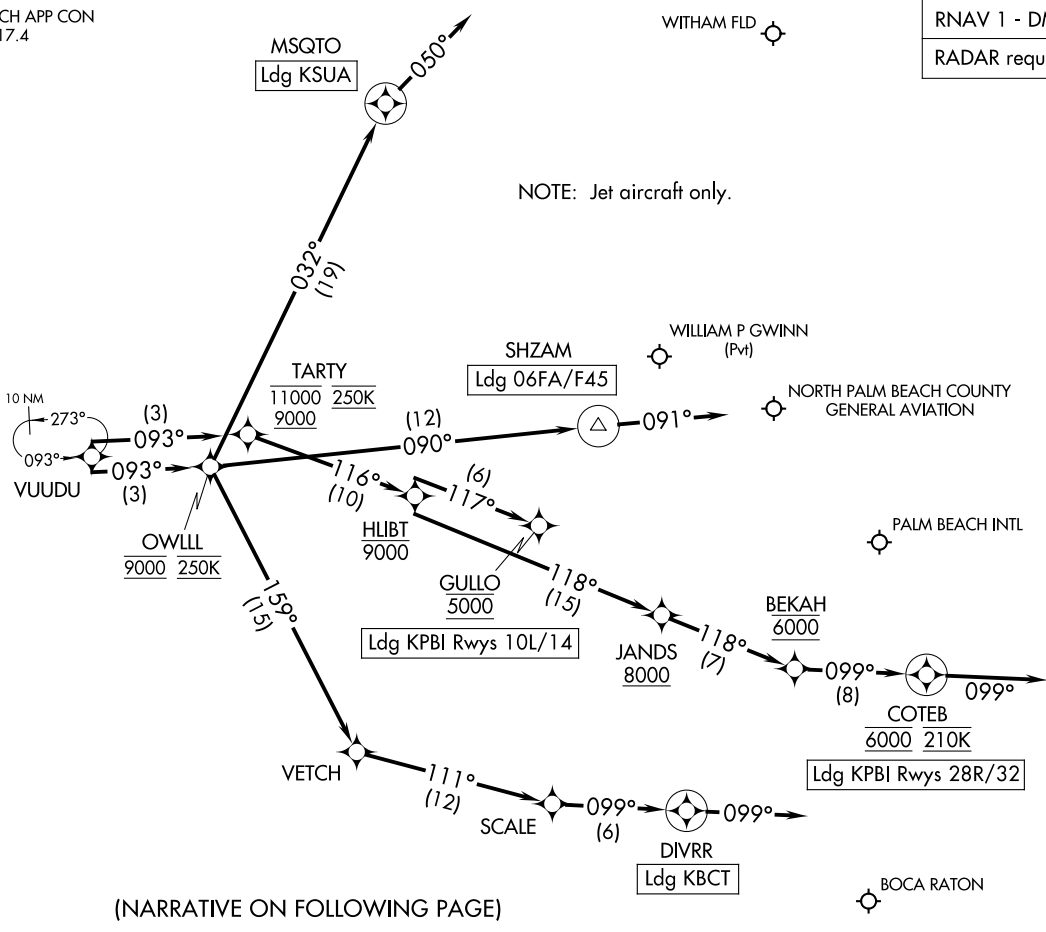 CH APP CON
17.4
WITHAM FLD
RNAV 1 - DM
RADAR requ
MSQTO
Ldg KSUA
050°
NOTE: Jet aircraft only.
032°
(19)
WILLIAM P GWINN
(Pvt)
SHZAM
Ldg 06FA/F45
TARTY
11000 250K
9000
NORTH PALM BEACH COUNTY
GENERAL AVIATION
10 NM
273°
093°
(3)
093°
(12)
090°
091°
093°
(3)
VUUDU
116°
(10)
(6)
117°
OWLLL
9000 250K
HLIBT
9000
PALM BEACH INTL
GULLO
5000
Ldg KPBI Rwys 10L/14
118°
(15)
159°
(15)
BEKAH
6000
JANDS
8000
118°
(7)
099°
(8)
099°
COTEB
6000 210K
Ldg KPBI Rwys 28R/32
VETCH
111°
(12)
SCALE
099°
(6)
099°
DIVRR
Ldg KBCT
BOCA RATON
(NARRATIVE ON FOLLOWING PAGE)